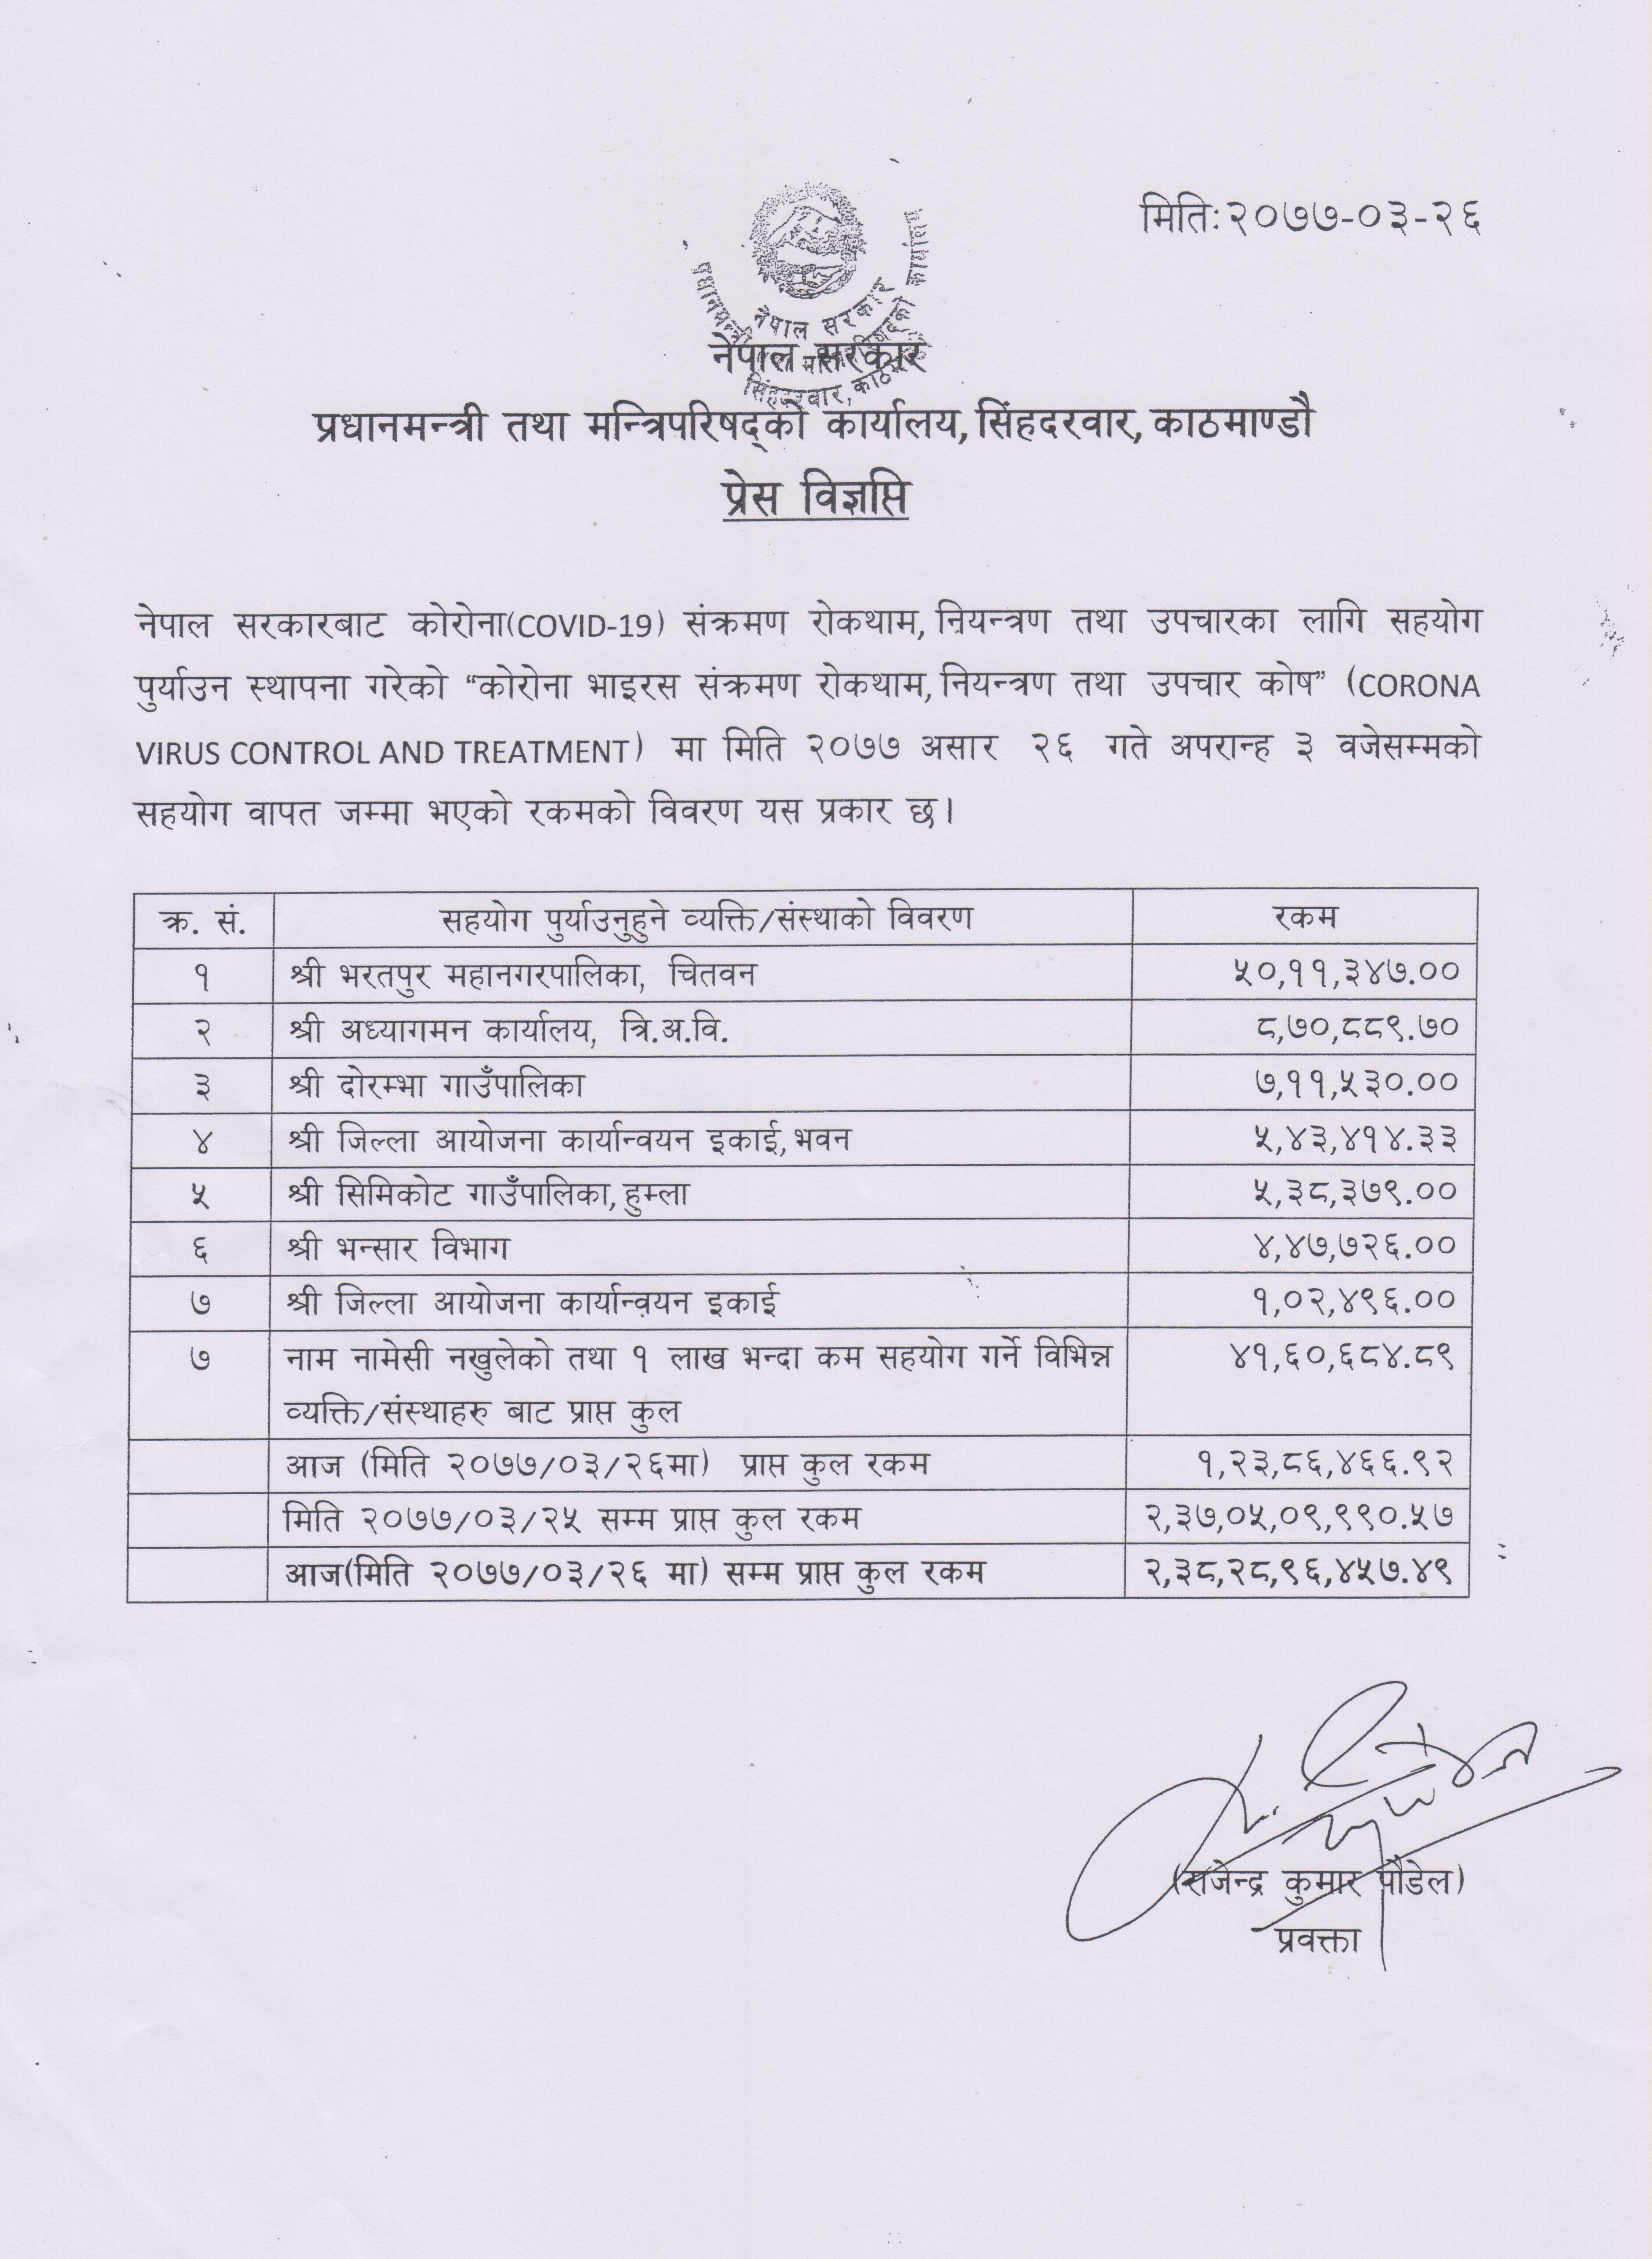 मिति:२०७७-०३-२६
नेपाल सरकार
नेपाल सरकार
प्रधानमन्त्री तथा मन्त्रिपरिषद्को कार्यालय, सिंहदरवार, काठमाण्डौ
प्रेस विज्ञप्ति
नेपाल सरकारबाट कोरोना(COVID-19) संक्रमण रोकथाम, नियन्त्रण तथा उपचारका लागि सहयोग
पुर्याउन स्थापना गरेको “कोरोना भाइरस संक्रमण रोकथाम, नियन्त्रण तथा उपचार कोष” (CORONA
VIRUS CONTROL AND TREATMENT) मा मिति २०७७ असार २६ गते अपरान्ह ३ वजेसम्मको
सहयोग वापत जम्मा भएको रकमको विवरण यस प्रकार छ।
क्र. सं. सहयोग पुर्याउनुहुने व्यक्ति/संस्थाको विवरण रकम
१ श्री भरतपुर महानगरपालिका, चितवन ५०,११,३४७.००
२ श्री अध्यागमन कार्यालय, त्रि.अ.वि. ८,७०,८८९.७०
३ श्री दोरम्भा गाउँपालिका ७,११,५३०.००
४ श्री जिल्ला आयोजना कार्यान्वयन इकाई, भवन ५,४३,४१४.३३
५ श्री सिमिकोट गाउँपालिका, हुम्ला ५,३८,३७९.००
६ श्री भन्सार विभाग ४,४७,७२६.००
७ श्री जिल्ला आयोजना कार्यान्वयन इकाई १,०२,४९६.००
७ नाम नामेसी नखुलेको तथा १ लाख भन्दा कम सहयोग गर्ने विभिन्न ४१,६०,६८४.८९
व्यक्ति/संस्थाहरु बाट प्राप्त कुल
आज (मिति २०७७/०३/२६मा) प्राप्त कुल रकम १,२३,८६,४६६.९२
मिति २०७७/०३/२५ सम्म प्राप्त कुल रकम २,३७,०५,०९,९९०.५७
आज(मिति २०७७/०३/२६ मा) सम्म प्राप्त कुल रकम २,३८,२८,९६,४५७.४९
(राजेन्द्र कुमार पौडेल)
प्रवक्ता